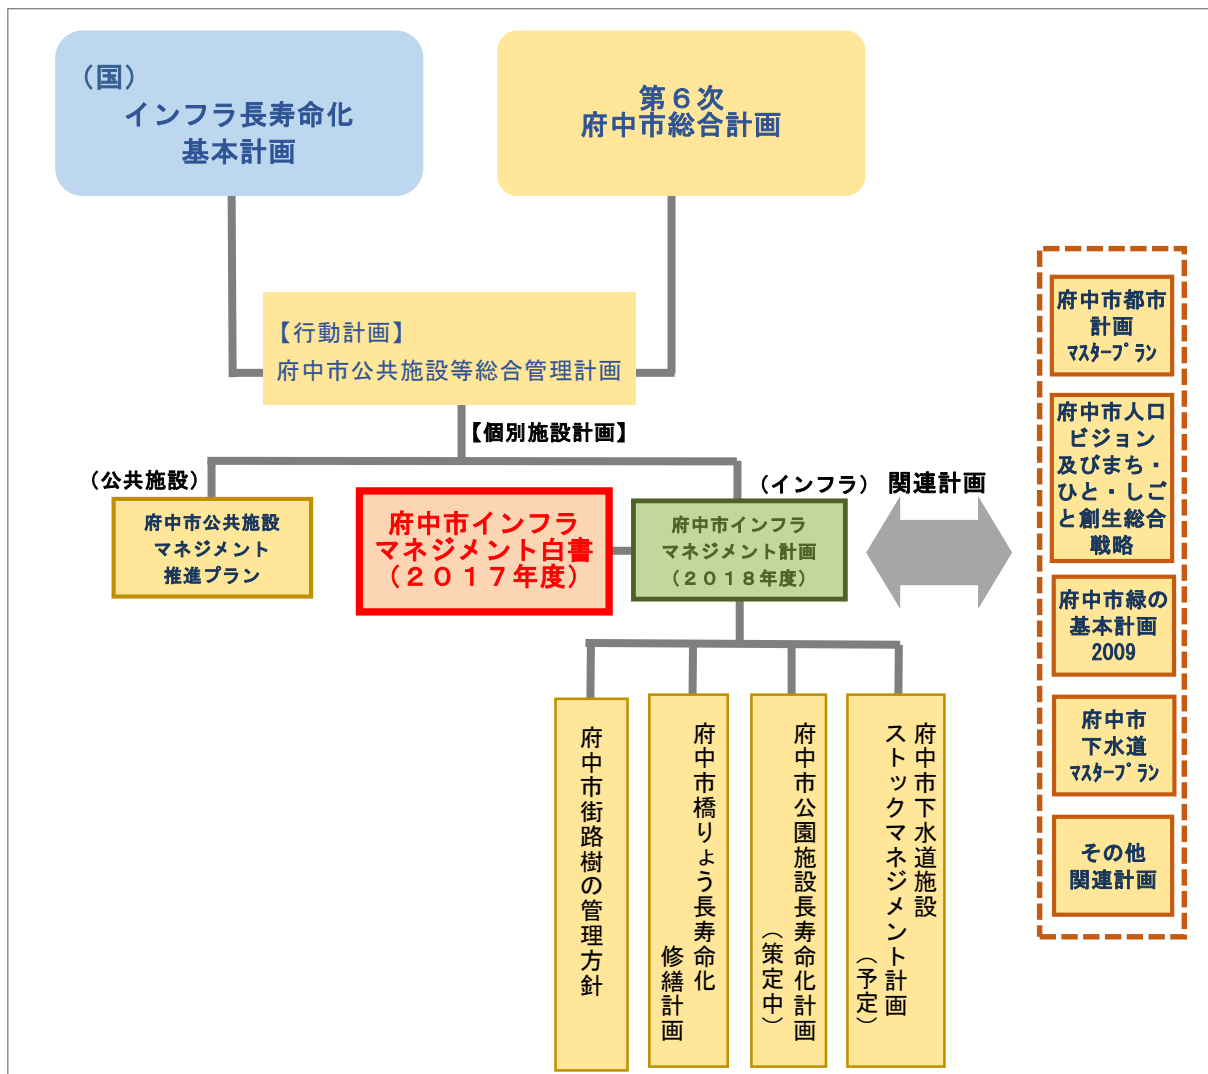 （国）
インフラ長寿命化
基本計画
第６次
府中市総合計画
【行動計画】
府中市公共施設等総合管理計画
【個別施設計画】
（公共施設）
府中市公共施設
マネジメント
推進プラン
府中市インフラ
マネジメント白書
（２０１７年度）
（インフラ）
府中市インフラ
マネジメント計画
（２０１８年度）
関連計画
府中市都市
計画
ﾏｽﾀｰﾌﾟﾗﾝ
府中市人口
ビジョン
及びまち・
ひと・しご
と創生総合
戦略
府中市緑の
基本計画
2009
府中市
下水道
ﾏｽﾀｰﾌﾟﾗﾝ
その他
関連計画
府中市街路樹の管理方針
府中市橋りょう長寿命化
修繕計画
府中市公園施設長寿命化計画
（策定中）
府中市下水道施設
ストックマネジメント計画
（予定）